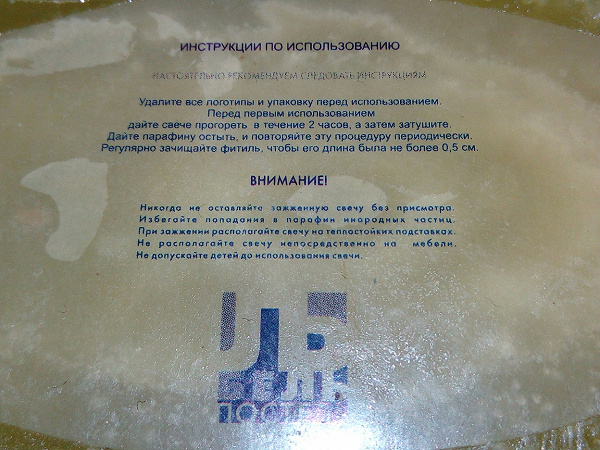 ИНСТРУКЦИИ ПО ИСПОЛЬЗОВАНИЮ
НАСТОЯТЕЛЬНО РЕКОМЕНДУЕМ СЛЕДОВАТЬ ИНСТРУКЦИЯМ
Удалите все логотипы и упаковку перед использованием.
Перед первым использованием
дайте свече прогореть в течение 2 часов, а затем затушите.
Дайте парафину остыть, и повторяйте эту процедуру периодически.
Регулярно зачищайте фитиль, чтобы его длина была не более 0,5 см.
ВНИМАНИЕ!
Никогда не оставляйте зажженную свечу без присмотра.
Избегайте попадания в парафин инородных частиц.
При зажжении располагайте свечу на теплостойких подставках.
Не располагайте свечу непосредственно на мебели.
Не допускайте детей до использования свечи.